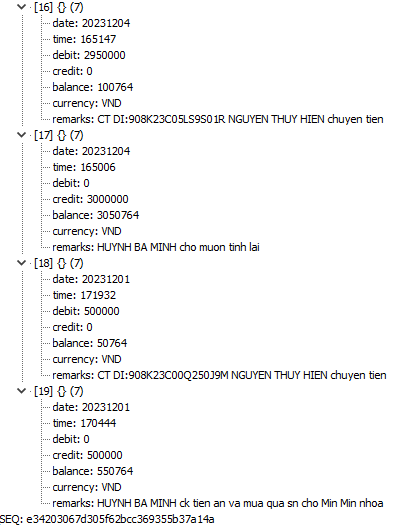 [16] {} (7)
date: 20231204
time: 165147
debit: 2950000
credit: 0
balance: 100764
currency: VND
remarks: CT DI:908K23C05LS9S01R NGUYEN THUY HIEN chuyen tien
[17] {} (7)
date: 20231204
time: 165006
debit: 0
credit: 3000000
balance: 3050764
currency: VND
remarks: HUYNH BA MINH cho muon tinh lai
[18] {} (7)
date: 20231201
time: 171932
debit: 500000
credit: 0
balance: 50764
currency: VND
remarks: CT DI:908K23C00Q250J9M NGUYEN THUY HIEN chuyen tien
[19] {} (7)
date: 20231201
time: 170444
debit: 0
credit: 500000
balance: 550764
currency: VND
remarks: HUYNH BA MINH ck tien an va mua qua sn cho Min Min nhoa
SEQ: e34203067d305f62bcc369355b37a14a